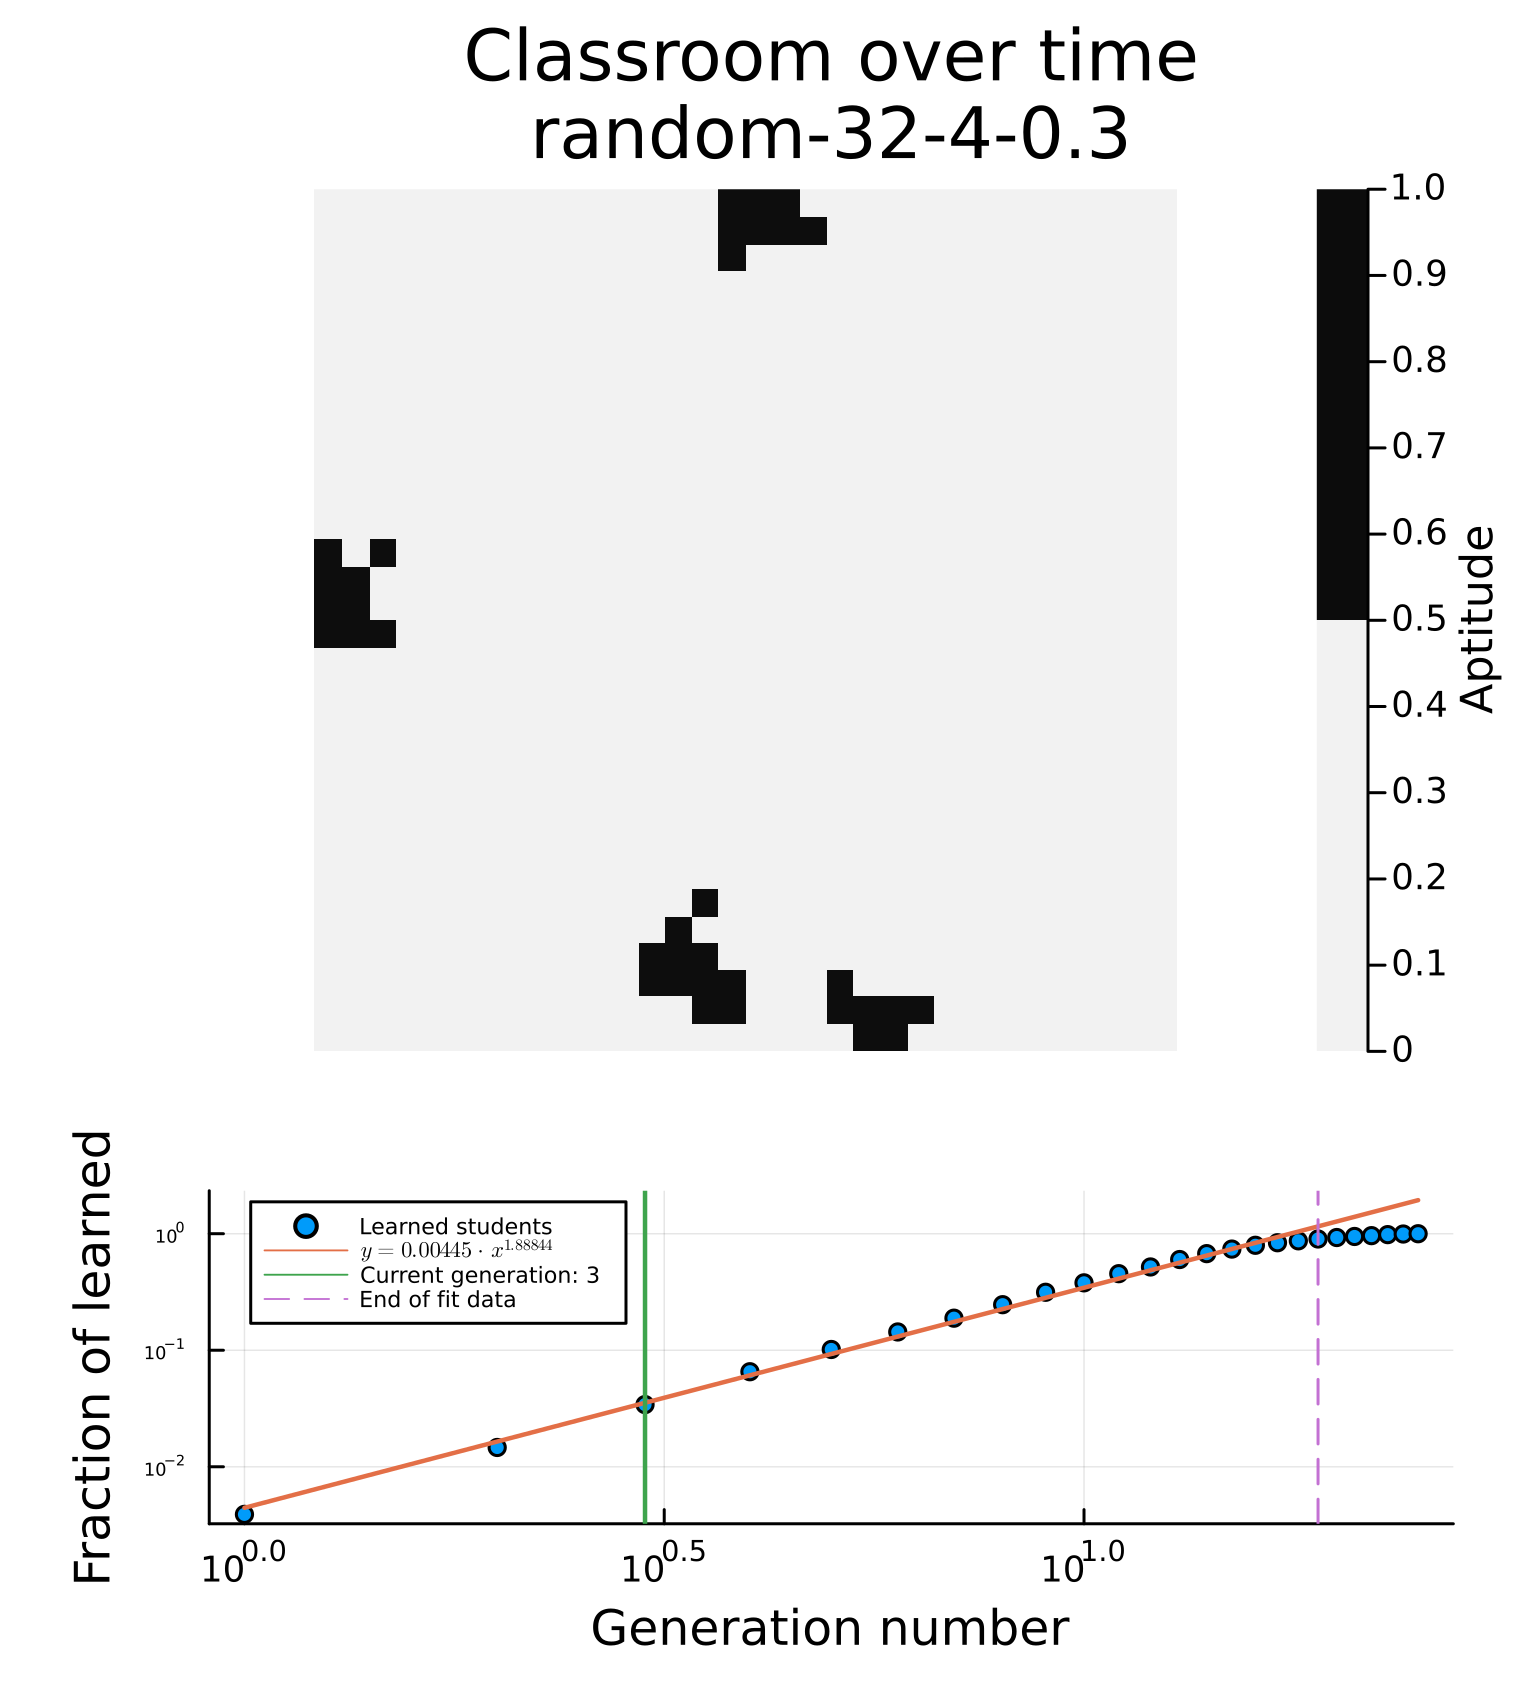 Classroom over time
random-32-4-0.3
1.0
0.9
0.8
0.7
0.6
0.5
0.4
0.3
0.2
0.1
0
Aptitude
Fraction of learned
10⁰
10⁻¹
10⁻²
Learned students
y = 0.00445 · x^1.88844
Current generation: 3
End of fit data
10^0.0
10^0.5
10^1.0
Generation number